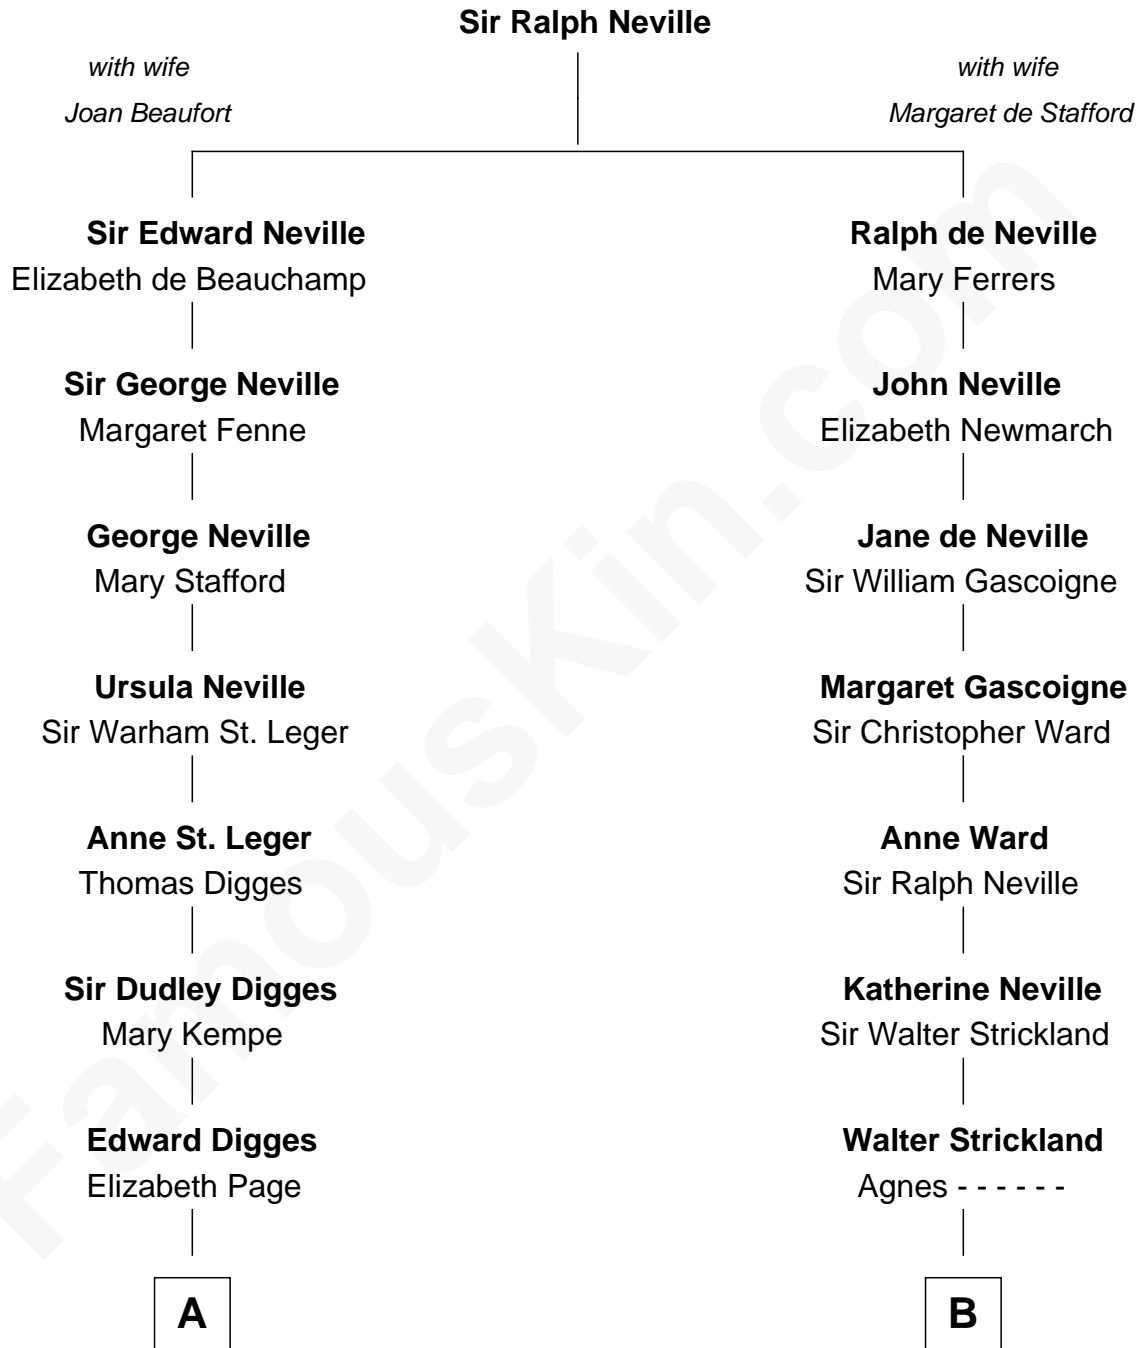 Sir Ralph Neville
with wife
Joan Beaufort
with wife
Margaret de Stafford
Sir Edward Neville
Elizabeth de Beauchamp
Ralph de Neville
Mary Ferrers
Sir George Neville
Margaret Fenne
John Neville
Elizabeth Newmarch
George Neville
Mary Stafford
Jane de Neville
Sir William Gascoigne
Ursula Neville
Sir Warham St. Leger
Margaret Gascoigne
Sir Christopher Ward
Anne St. Leger
Thomas Digges
Anne Ward
Sir Ralph Neville
Sir Dudley Digges
Mary Kempe
Katherine Neville
Sir Walter Strickland
Edward Digges
Elizabeth Page
Walter Strickland
Agnes - - - - - -
A
B
FamousKin.com